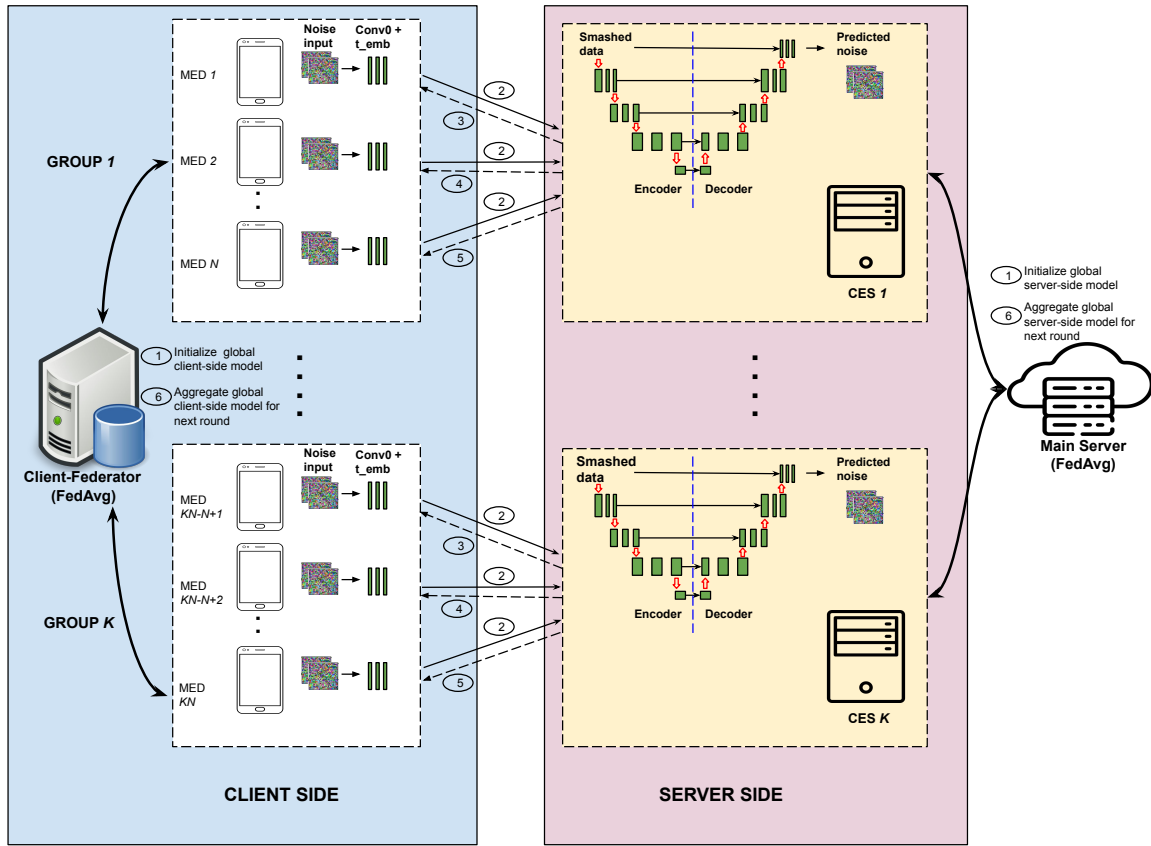 Noise
input
Conv0 +
t_emb
MED 1
MED 2
MED N
GROUP 1
2
3
2
4
2
5
Smashed
data
Predicted
noise
Encoder
Decoder
CES 1
1
Initialize global
server-side model
6
Aggregate global
server-side model for
next round
Main Server
(FedAvg)
1
Initialize global
client-side model
6
Aggregate global
client-side model for
next round
Client-Federator
(FedAvg)
GROUP K
Noise
input
Conv0 +
t_emb
MED
KN-N+1
MED
KN-N+2
MED
KN
2
3
2
4
2
5
Smashed
data
Predicted
noise
Encoder
Decoder
CES K
CLIENT SIDE
SERVER SIDE